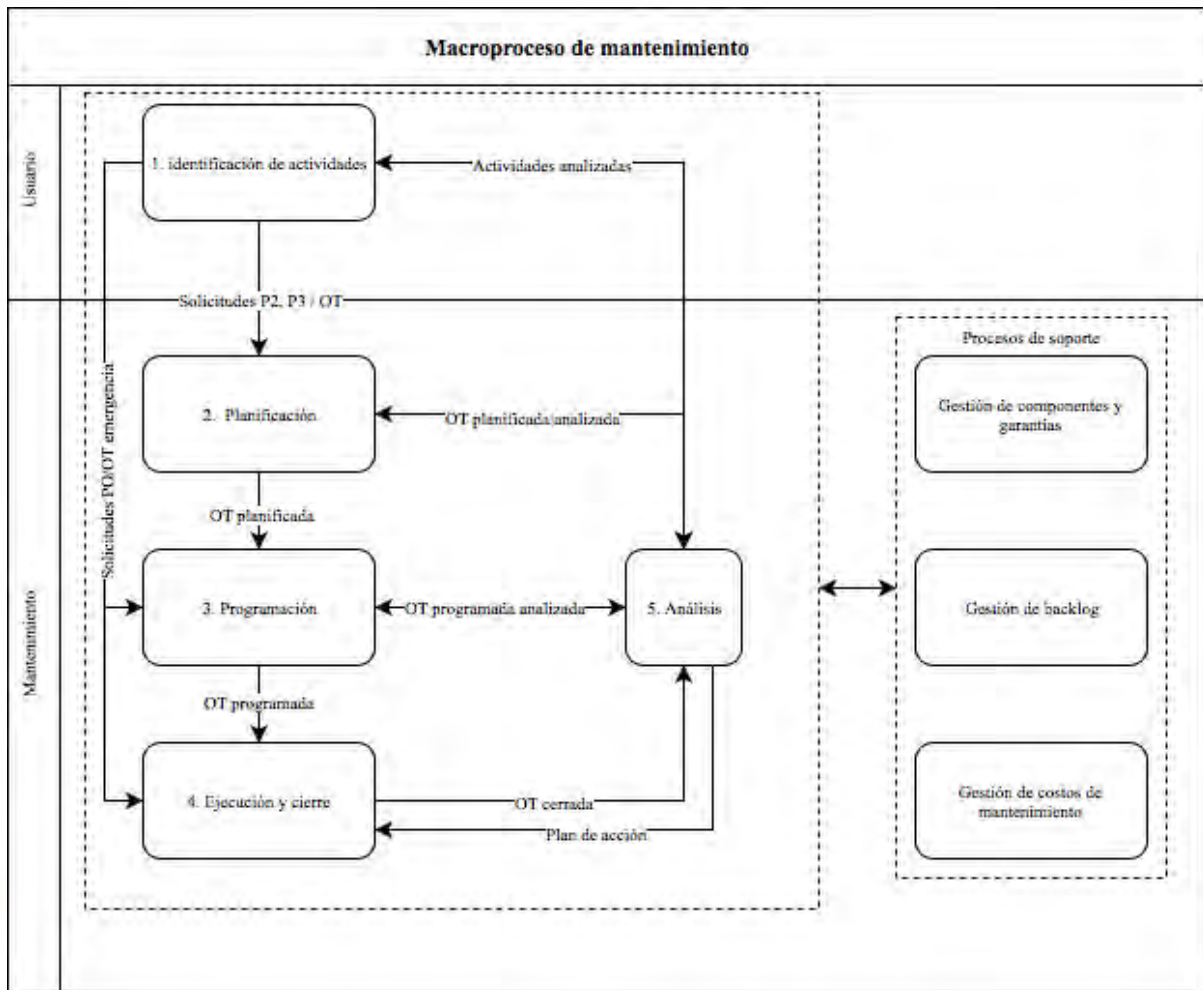 Macroproceso de mantenimiento
Usuario
1. identificación de actividades
Actividades analizadas
Solicitudes P2, P3 / OT
Mantenimiento
Solicitudes PO/OT emergencia
2. Planificación
OT planificada analizada
OT planificada
3. Programación
OT programada analizada
5. Análisis
OT programada
4. Ejecución y cierre
OT cerrada
Plan de acción
Procesos de soporte
Gestión de componentes y
garantías
Gestión de backlog
Gestión de costos de
mantenimiento